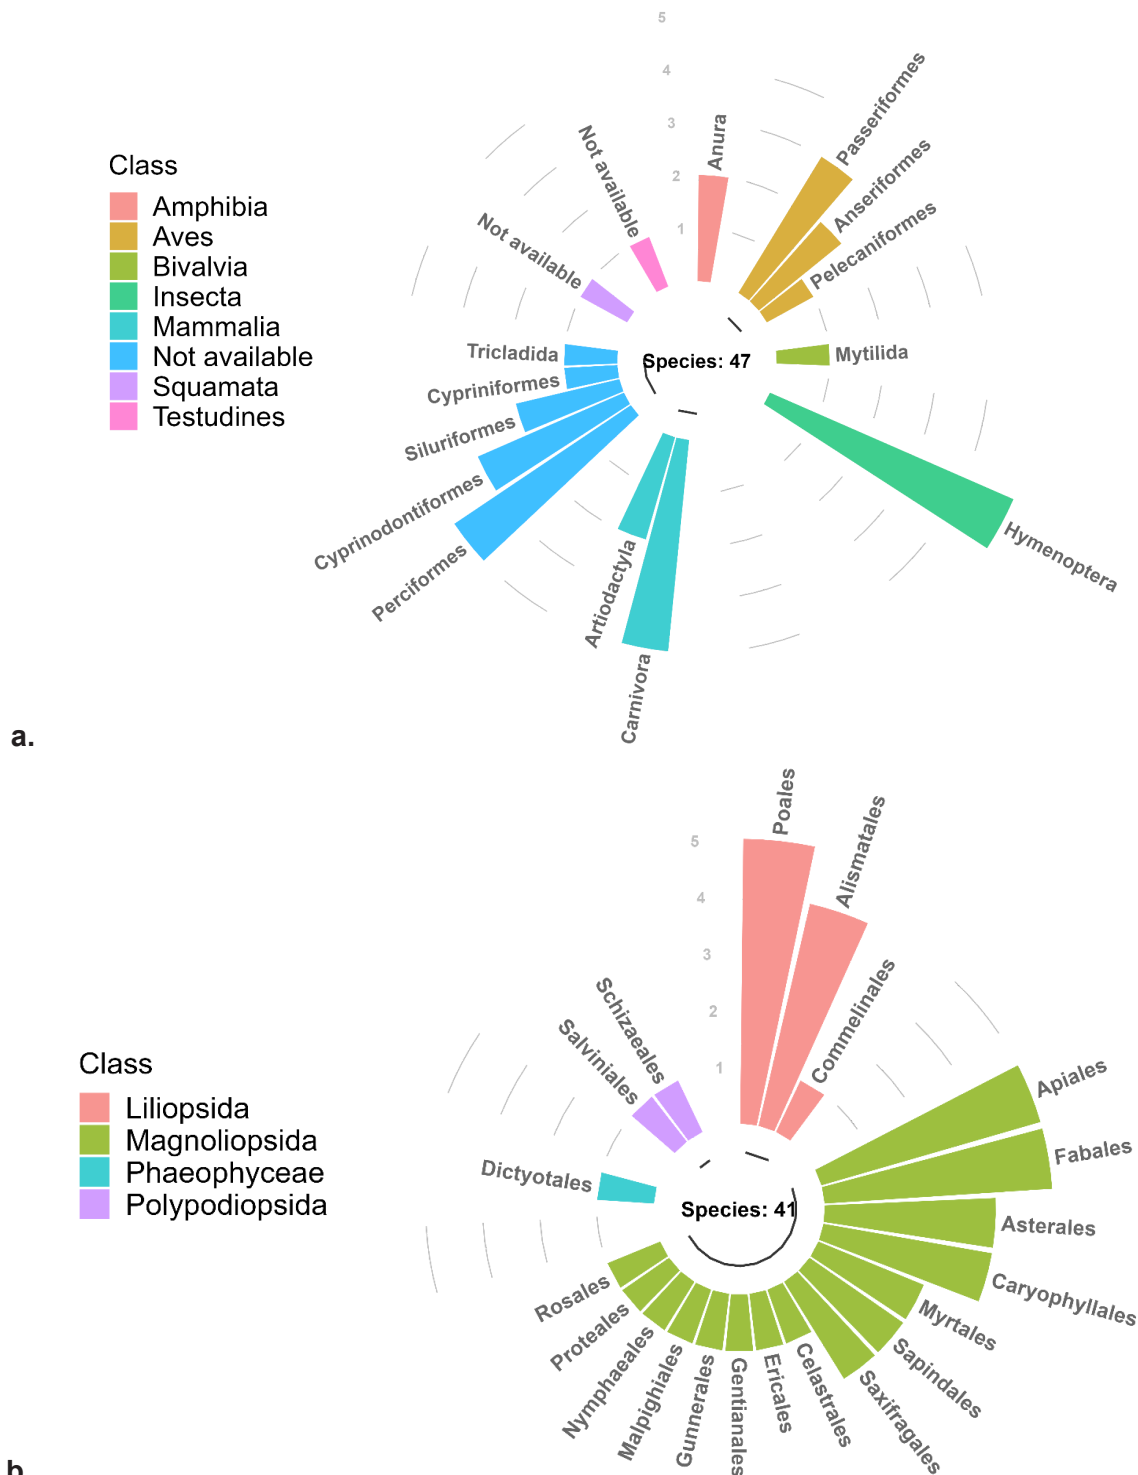 5
4
3
2
1
Class
Amphibia
Aves
Bivalvia
Insecta
Mammalia
Not available
Squamata
Testudines
Not available
Not available
Anura
Passeriformes
Anseriformes
Pelecaniformes
Mytilida
Hymenoptera
Carnivora
Artiodactyla
Perciformes
Cyprinodontiformes
Siluriformes
Cypriniformes
Tricladida
Species: 47
a.
5
4
3
2
1
Class
Liliopsida
Magnoliopsida
Phaeophyceae
Polypodiopsida
Poales
Alismatales
Commelinales
Apiales
Fabales
Asterales
Caryophyllales
Myrtales
Sapindales
Saxifragales
Celastrales
Ericales
Gentianales
Gunnerales
Malpighiales
Nymphaeales
Proteales
Rosales
Dictyotales
Salviniales
Schizaeales
Species: 41
b